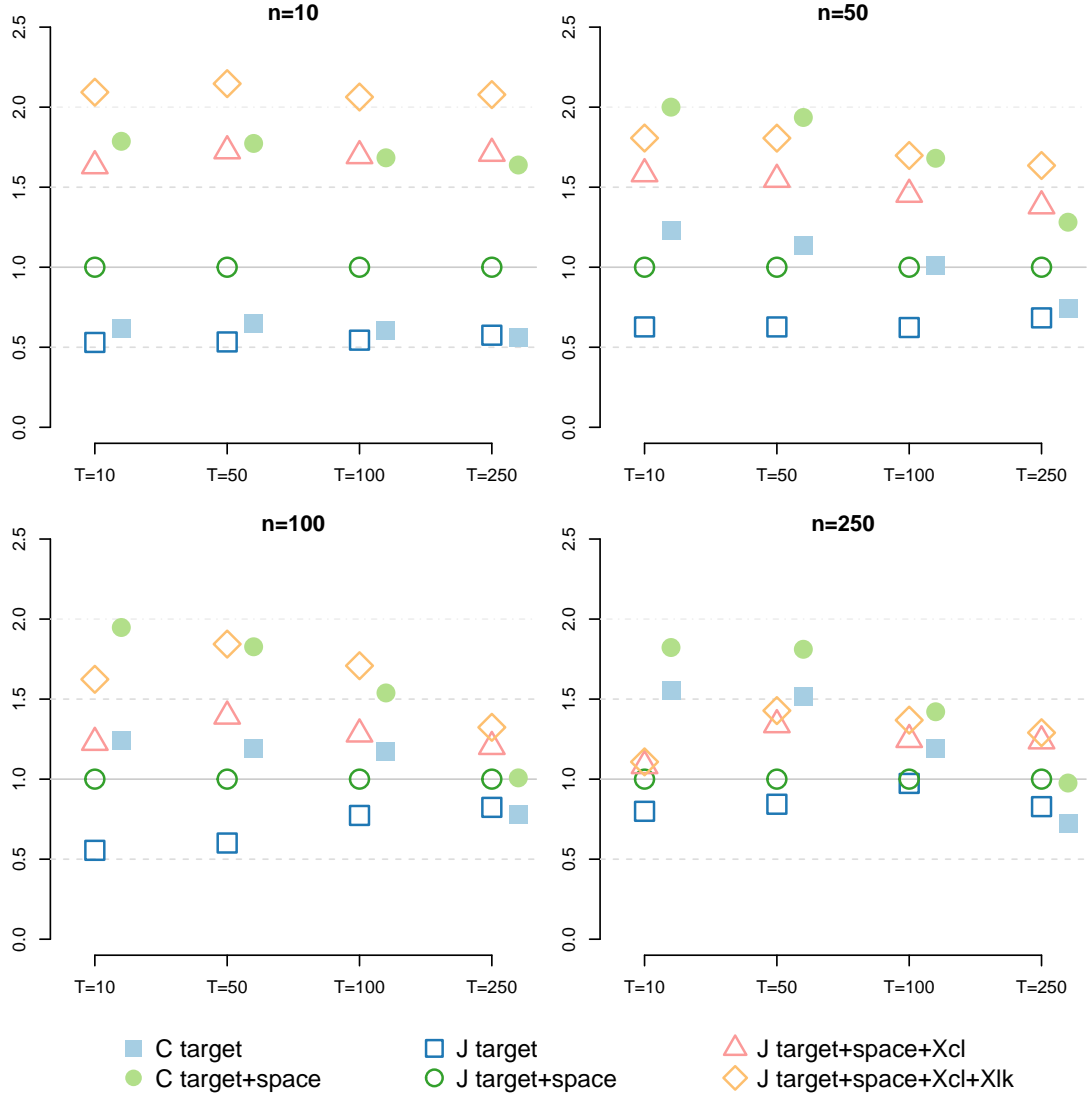 n=10
n=50
2.5
2.0
1.5
1.0
0.5
0.0
T=10 T=50 T=100 T=250
2.5
2.0
1.5
1.0
0.5
0.0
T=10 T=50 T=100 T=250
n=100
n=250
2.5
2.0
1.5
1.0
0.5
0.0
T=10 T=50 T=100 T=250
2.5
2.0
1.5
1.0
0.5
0.0
T=10 T=50 T=100 T=250
C target
C target+space
J target
J target+space
J target+space+Xcl
J target+space+Xcl+Xlk